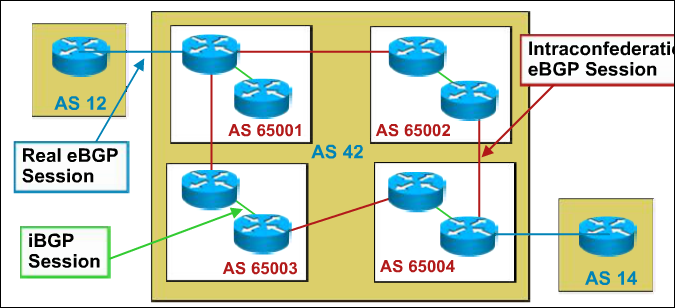 Intraconfederati
eBGP Session
AS 12
AS 65001
AS 65002
AS 42
Real eBGP
Session
iBGP
Session
AS 65003
AS 65004
AS 14